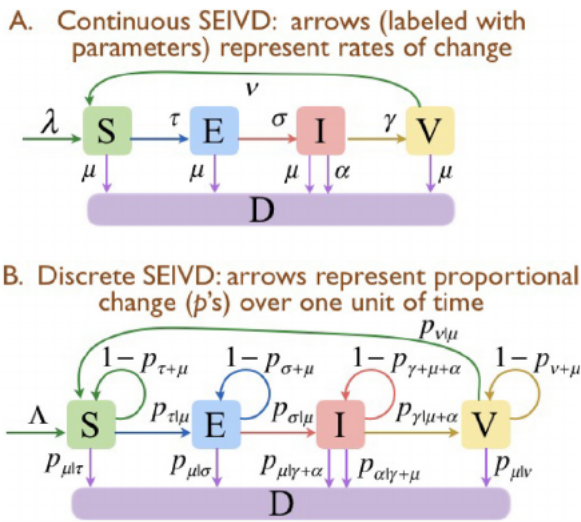 A. Continuous SEIVD: arrows (labeled with
parameters) represent rates of change
ν
λ S τ E σ I γ V
μ μ μ α μ
D
B. Discrete SEIVD: arrows represent proportional
change (p's) over one unit of time
p_{ν|μ}
1−p_{τ+μ} 1−p_{σ+μ} 1−p_{γ+μ+α} 1−p_{ν+μ}
Λ S p_{τ|μ} E p_{σ|μ} I p_{γ|μ+α} V
p_{μ|τ} p_{μ|σ} p_{μ|γ+α} p_{α|γ+μ} p_{μ|ν}
D